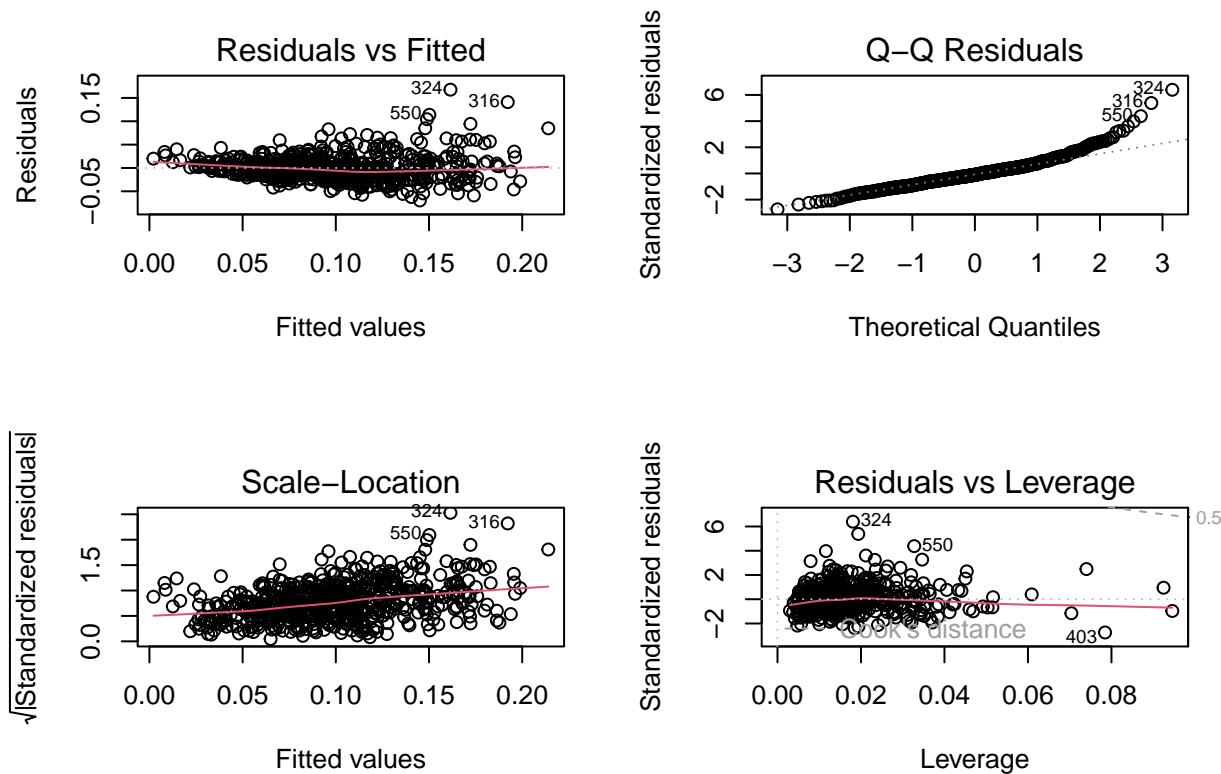 Residuals vs Fitted
Residuals
−0.05 0.15
324
316
550
0.00 0.05 0.10 0.15 0.20
Fitted values
Q−Q Residuals
Standardized residuals
−2 2 6
324
316
550
−3 −2 −1 0 1 2 3
Theoretical Quantiles
Scale−Location
√|Standardized residuals|
0.0 1.5
324
316
550
0.00 0.05 0.10 0.15 0.20
Fitted values
Residuals vs Leverage
Standardized residuals
−2 2 6
324
550
403
Cook's distance
0.5
0.00 0.02 0.04 0.06 0.08
Leverage